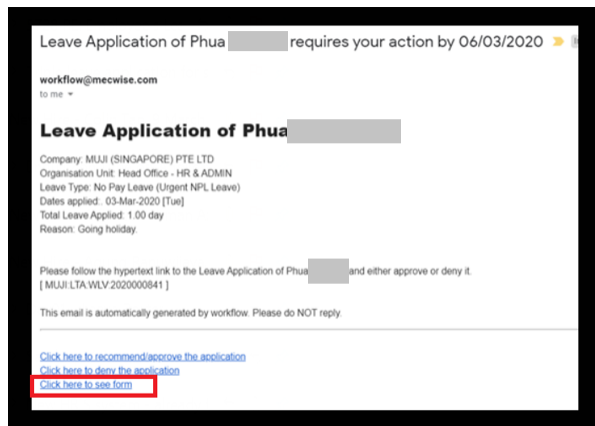 Leave Application of Phua requires your action by 06/03/2020
workflow@mecwise.com
to me
Leave Application of Phua
Company: MUJI (SINGAPORE) PTE LTD
Organisation Unit: Head Office - HR & ADMIN
Leave Type: No Pay Leave (Urgent NPL Leave)
Dates applied:. 03-Mar-2020 [Tue]
Total Leave Applied: 1.00 day
Reason: Going holiday.
Please follow the hypertext link to the Leave Application of Phua and either approve or deny it.
[ MUJI:LTA:WLV:2020000841 ]
This email is automatically generated by workflow. Please do NOT reply.
Click here to recommend/approve the application
Click here to deny the application
Click here to see form